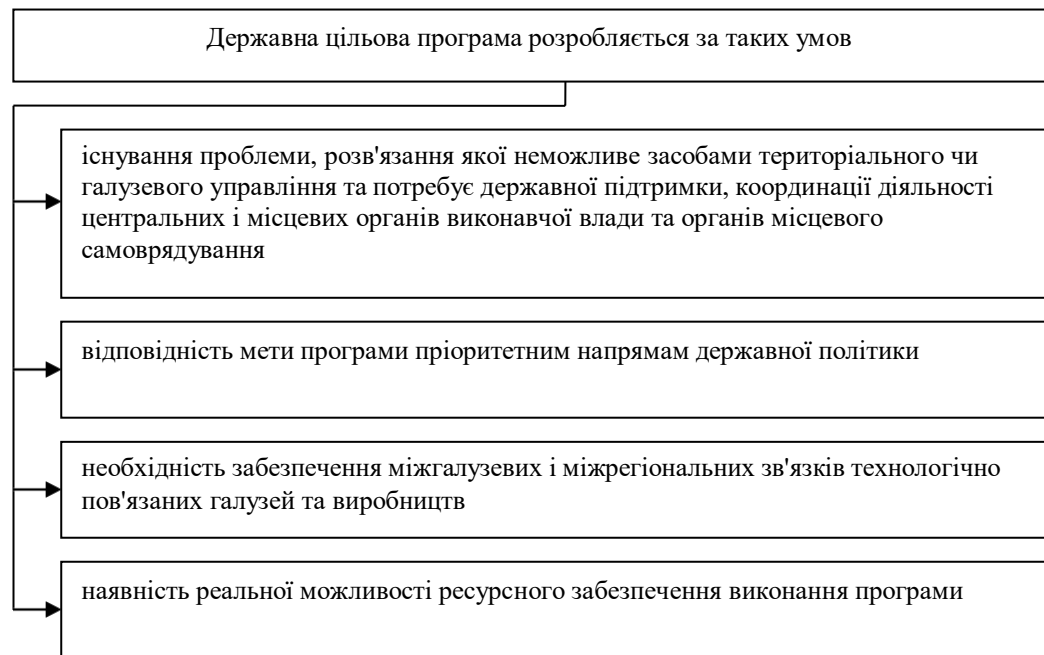 Державна цільова програма розробляється за таких умов
існування проблеми, розв'язання якої неможливе засобами територіального чи
галузевого управління та потребує державної підтримки, координації діяльності
центральних і місцевих органів виконавчої влади та органів місцевого
самоврядування
відповідність мети програми пріоритетним напрямам державної політики
необхідність забезпечення міжгалузевих і міжрегіональних зв'язків технологічно
пов'язаних галузей та виробництв
наявність реальної можливості ресурсного забезпечення виконання програми